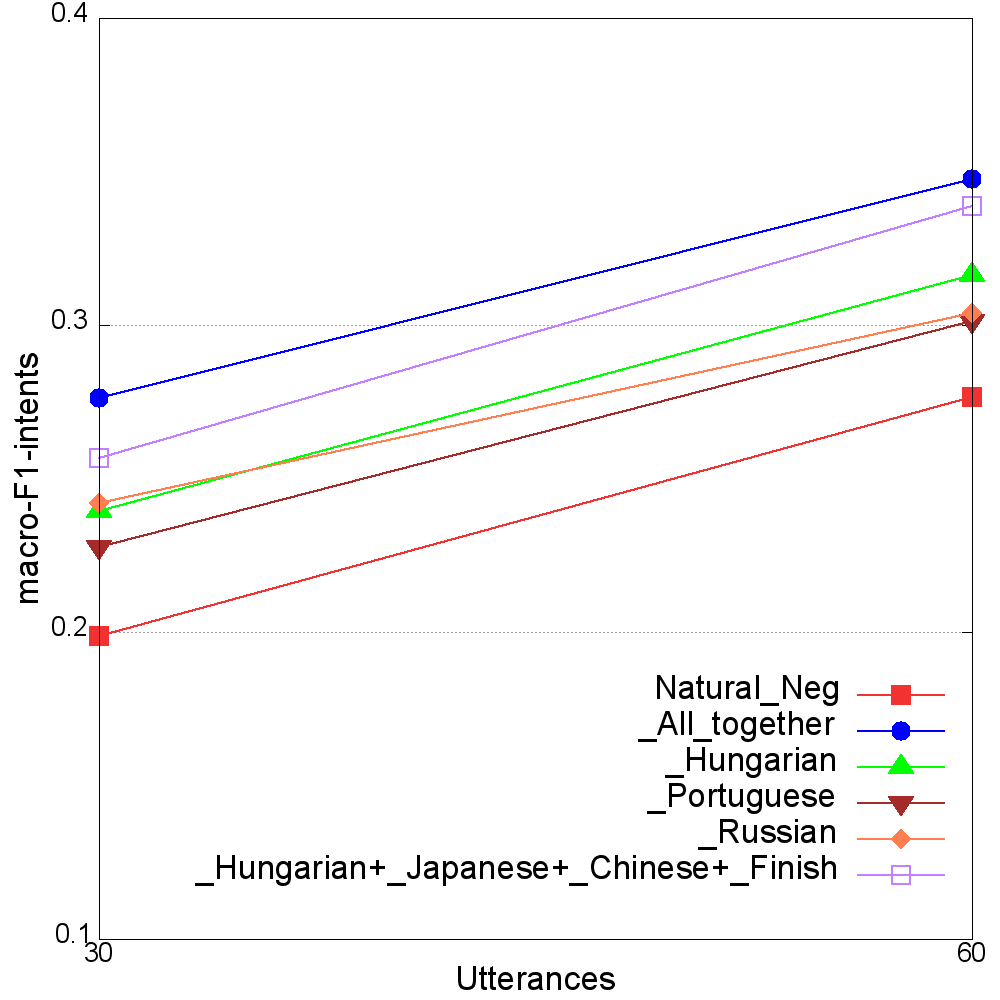 0.4
0.3
0.2
0.1
30
60
macro-F1-intents
Utterances
Natural_Neg
_All_together
_Hungarian
_Portuguese
_Russian
_Hungarian+_Japanese+_Chinese+_Finish